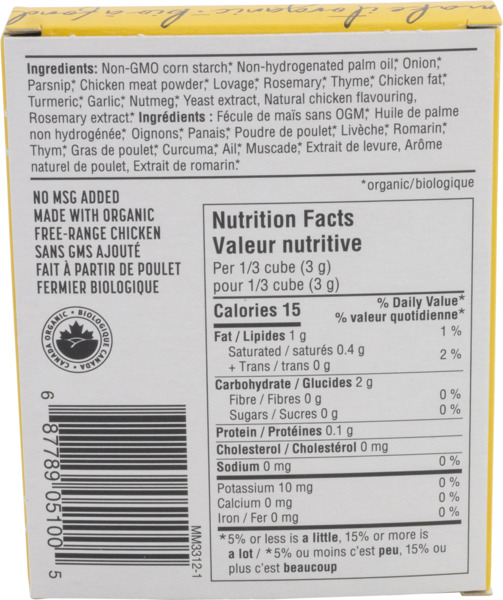 make it organic • bio à fond
Ingredients: Non-GMO corn starch,* Non-hydrogenated palm oil,* Onion,*
Parsnip,* Chicken meat powder,* Lovage,* Rosemary,* Thyme,* Chicken fat,*
Turmeric,* Garlic,* Nutmeg,* Yeast extract, Natural chicken flavouring,
Rosemary extract.* Ingrédients : Fécule de maïs sans OGM,* Huile de palme
non hydrogénée,* Oignons,* Panais,* Poudre de poulet,* Livèche,* Romarin,*
Thym,* Gras de poulet,* Curcuma,* Ail,* Muscade,* Extrait de levure, Arôme
naturel de poulet, Extrait de romarin.*
*organic/biologique
NO MSG ADDED
MADE WITH ORGANIC
FREE-RANGE CHICKEN
SANS GMS AJOUTÉ
FAIT À PARTIR DE POULET
FERMIER BIOLOGIQUE
CANADA ORGANIC • BIOLOGIQUE CANADA •
6 87789 05100 5
MM3312-1
Nutrition Facts
Valeur nutritive
Per 1/3 cube (3 g)
pour 1/3 cube (3 g)
Calories 15
% Daily Value*
% valeur quotidienne*
Fat / Lipides 1 g 1 %
Saturated / saturés 0.4 g
+ Trans / trans 0 g 2 %
Carbohydrate / Glucides 2 g
Fibre / Fibres 0 g 0 %
Sugars / Sucres 0 g 0 %
Protein / Protéines 0.1 g
Cholesterol / Cholestérol 0 mg
Sodium 0 mg 0 %
Potassium 10 mg 0 %
Calcium 0 mg 0 %
Iron / Fer 0 mg 0 %
*5% or less is a little, 15% or more is
a lot / *5% ou moins c'est peu, 15% ou
plus c'est beaucoup